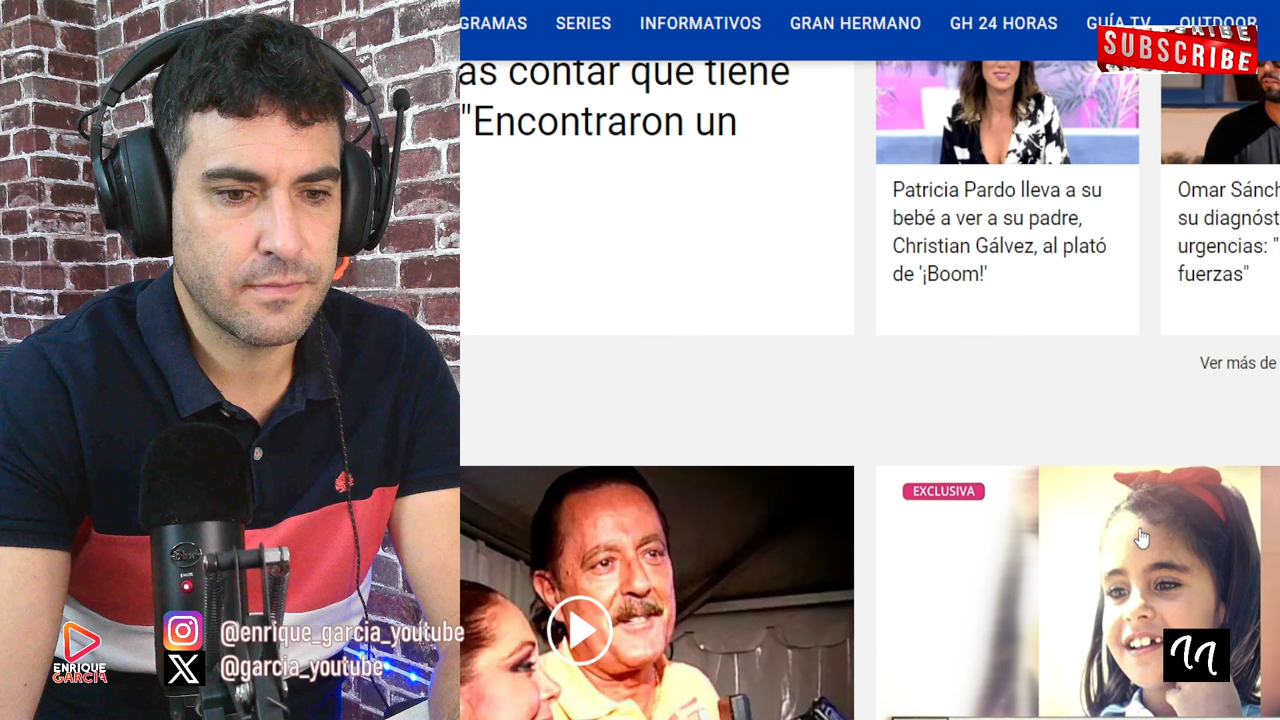 GRAMAS SERIES INFORMATIVOS GRAN HERMANO GH 24 HORAS GUÍA TV OUTDOOR
SUBSCRIBE
as contar que tiene
"Encontraron un
Patricia Pardo lleva a su
bebé a ver a su padre,
Christian Gálvez, al plató
de '¡Boom!'
Omar Sánch
su diagnóst
urgencias: "
fuerzas"
Ver más de
EXCLUSIVA
@enrique_garcia_youtube
@garcia_youtube
ENRIQUE
GARCIA